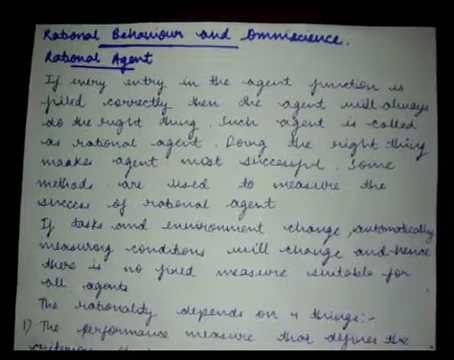 Rational Behaviour and Omniscience.
Rational Agent
If every entry in the agent function is
filled correctly then the agent will always
do the right thing. Such agent is called
as rational agent. Doing the right thing
makes agent most successful. Some
methods are used to measure the
success of rational agent
If tasks and environment change, automatically
measuring conditions will change and hence
there is no fixed measure suitable for
all agents
The rationality depends on 4 things:-
1) The performance measure that defines the